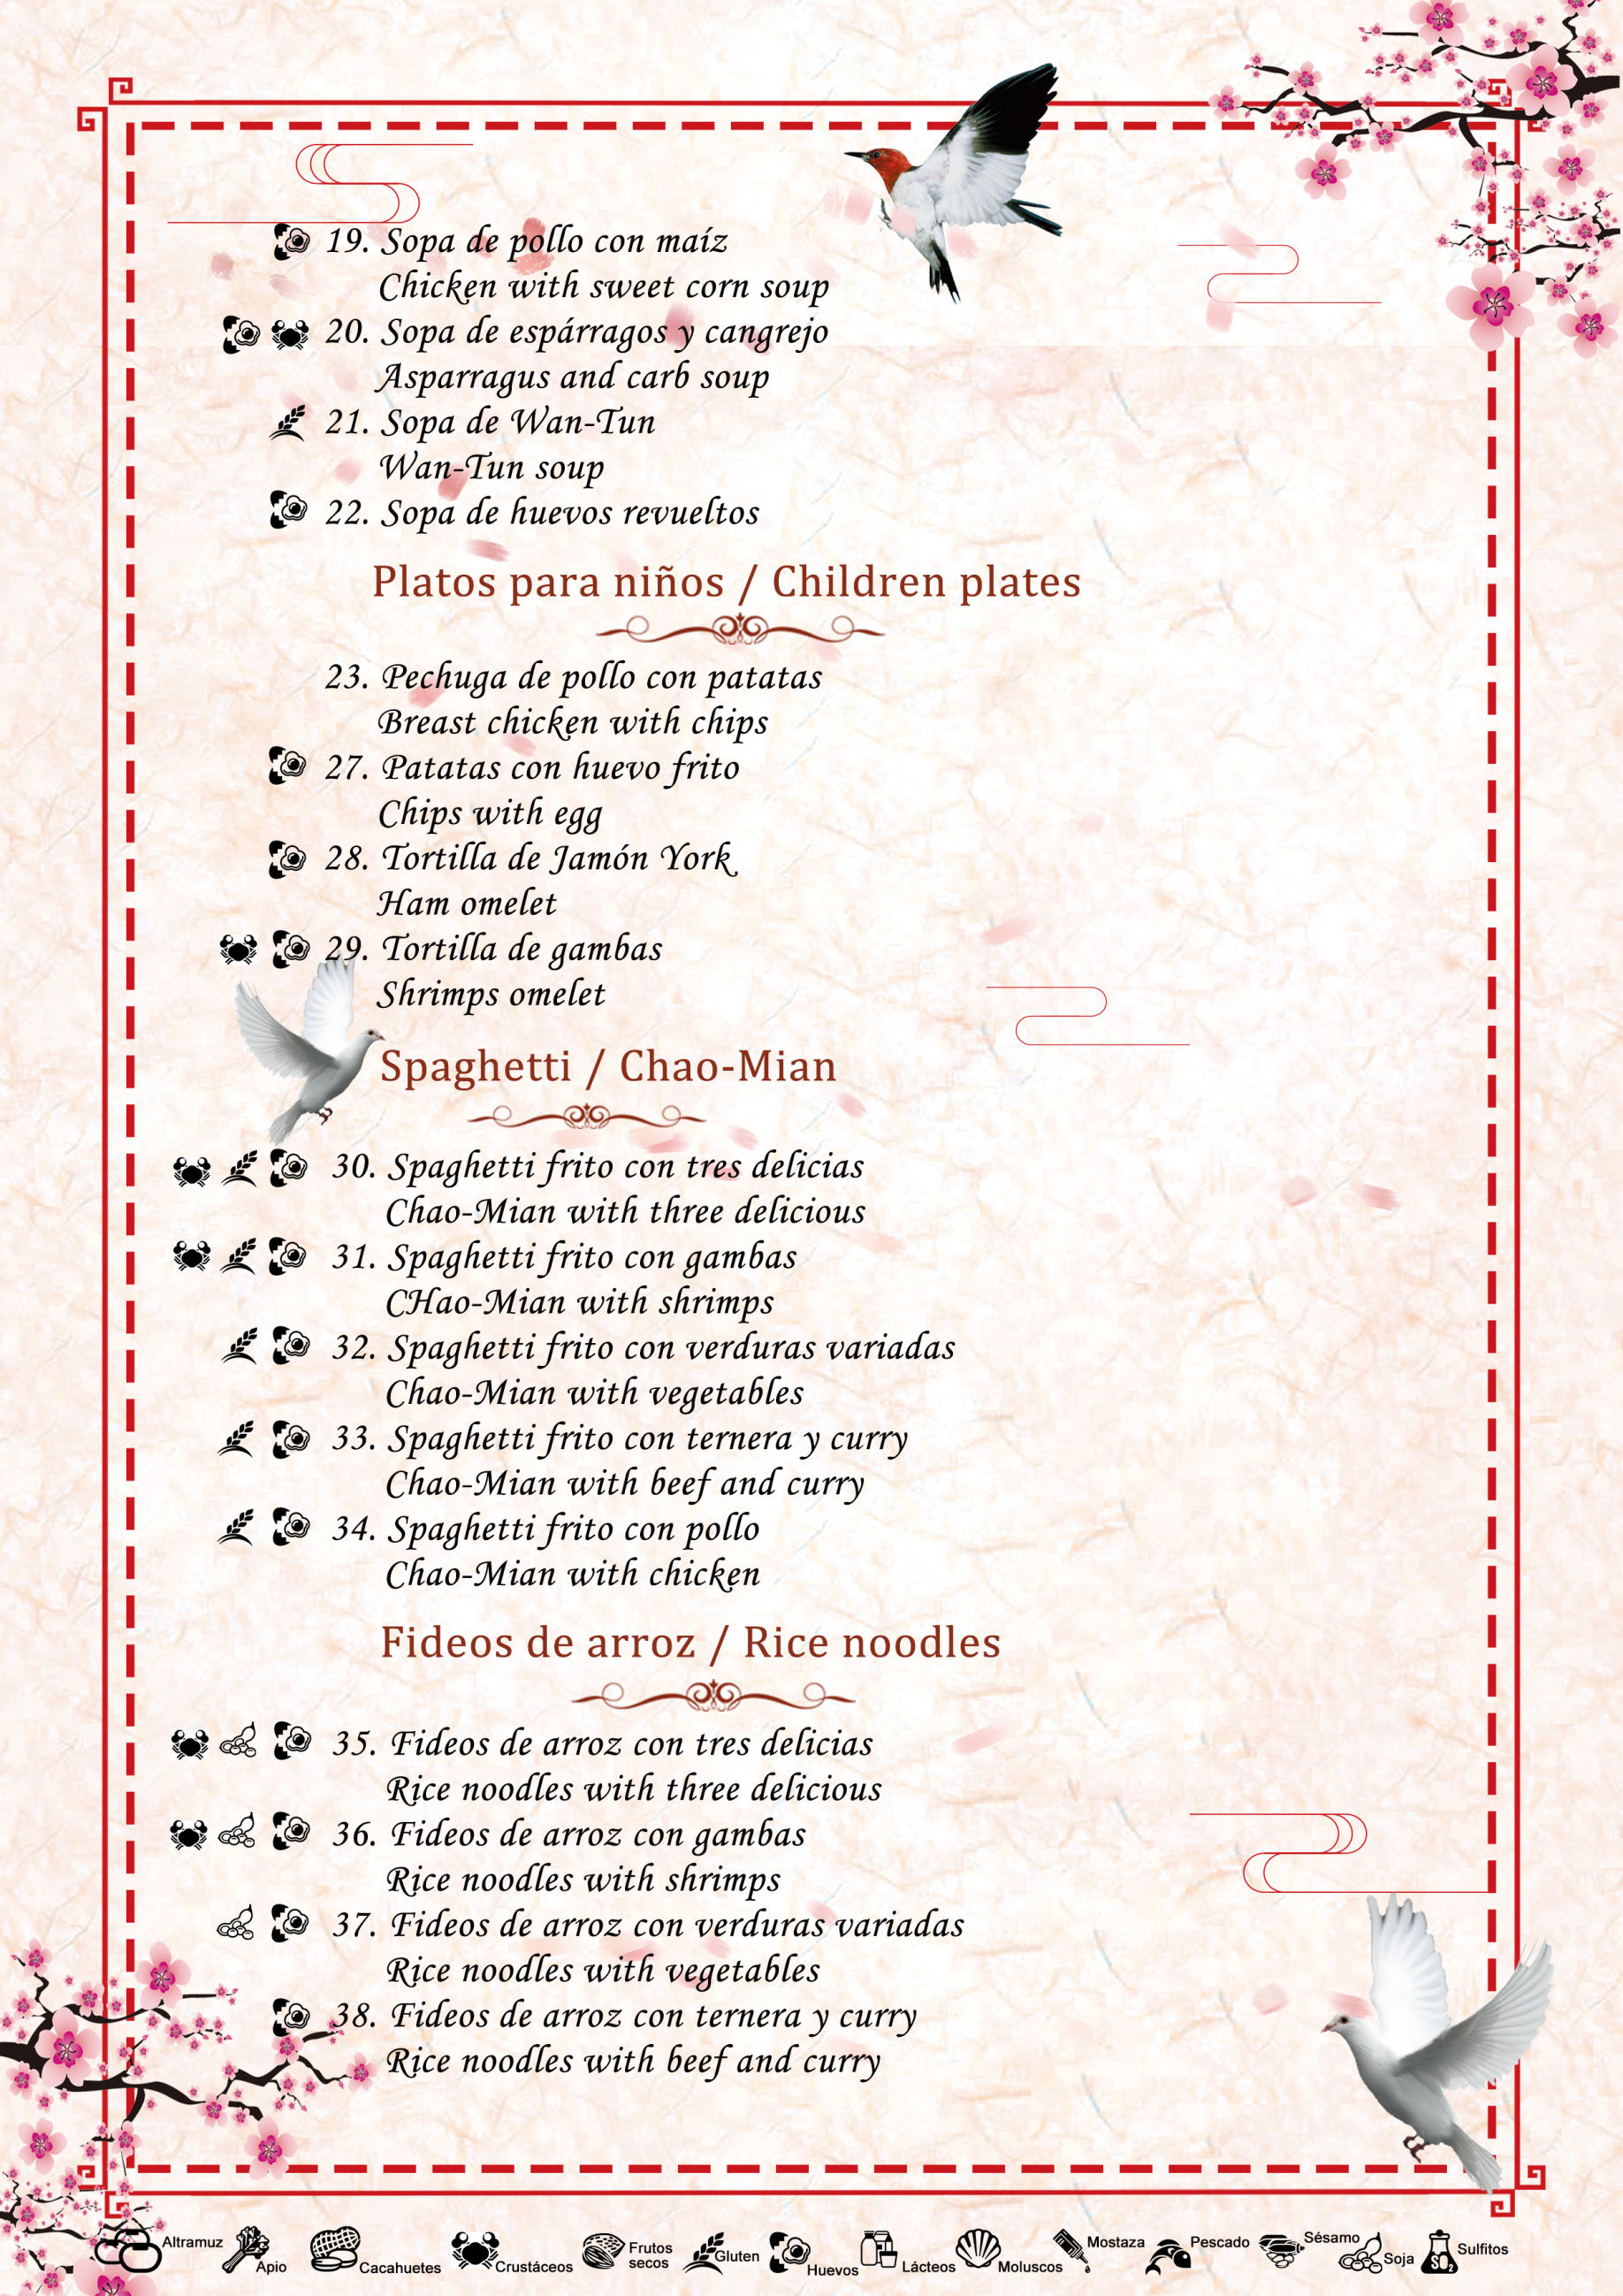 19. Sopa de pollo con maíz
Chicken with sweet corn soup
20. Sopa de espárragos y cangrejo
Asparragus and carb soup
21. Sopa de Wan-Tun
Wan-Tun soup
22. Sopa de huevos revueltos
Platos para niños / Children plates
23. Pechuga de pollo con patatas
Breast chicken with chips
27. Patatas con huevo frito
Chips with egg
28. Tortilla de Jamón York
Ham omelet
29. Tortilla de gambas
Shrimps omelet
Spaghetti / Chao-Mian
30. Spaghetti frito con tres delicias
Chao-Mian with three delicious
31. Spaghetti frito con gambas
CHao-Mian with shrimps
32. Spaghetti frito con verduras variadas
Chao-Mian with vegetables
33. Spaghetti frito con ternera y curry
Chao-Mian with beef and curry
34. Spaghetti frito con pollo
Chao-Mian with chicken
Fideos de arroz / Rice noodles
35. Fideos de arroz con tres delicias
Rice noodles with three delicious
36. Fideos de arroz con gambas
Rice noodles with shrimps
37. Fideos de arroz con verduras variadas
Rice noodles with vegetables
38. Fideos de arroz con ternera y curry
Rice noodles with beef and curry
Altramuz
Apio
Cacahuetes
Crustáceos
Frutos
secos
Gluten
Huevos
Lácteos
Moluscos
Mostaza
Pescado
Sésamo
Soja
SO2
Sulfitos